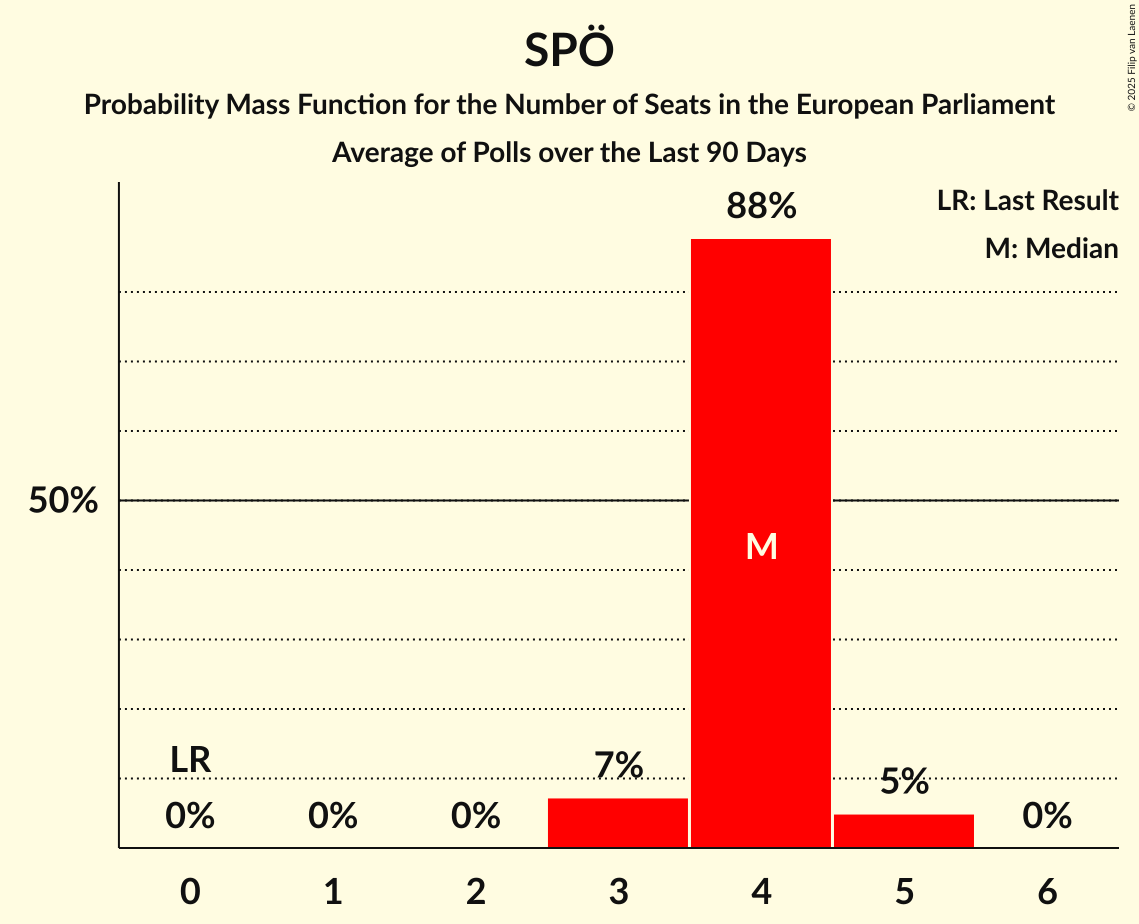 SPÖ
Probability Mass Function for the Number of Seats in the European Parliament
Average of Polls over the Last 90 Days
© 2025 Filip van Laenen
LR: Last Result
M: Median
88%
50%
M
LR
7%
5%
0% 0% 0% 0%
0 1 2 3 4 5 6